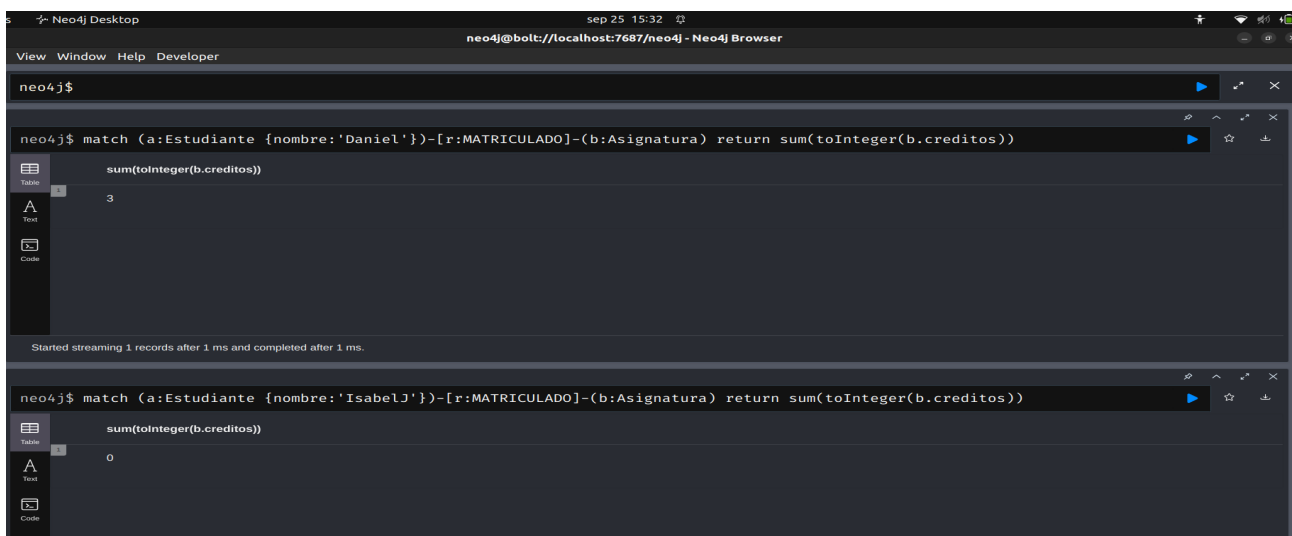 s Neo4j Desktop sep 25 15:32
neo4j@bolt://localhost:7687/neo4j - Neo4j Browser
View Window Help Developer
neo4j$
neo4j$ match (a:Estudiante {nombre:'Daniel'})-[r:MATRICULADO]-(b:Asignatura) return sum(toInteger(b.creditos))
Table
sum(toInteger(b.creditos))
1
3
A
Text
Code
Started streaming 1 records after 1 ms and completed after 1 ms.
neo4j$ match (a:Estudiante {nombre:'IsabelJ'})-[r:MATRICULADO]-(b:Asignatura) return sum(toInteger(b.creditos))
Table
sum(toInteger(b.creditos))
1
0
A
Text
Code